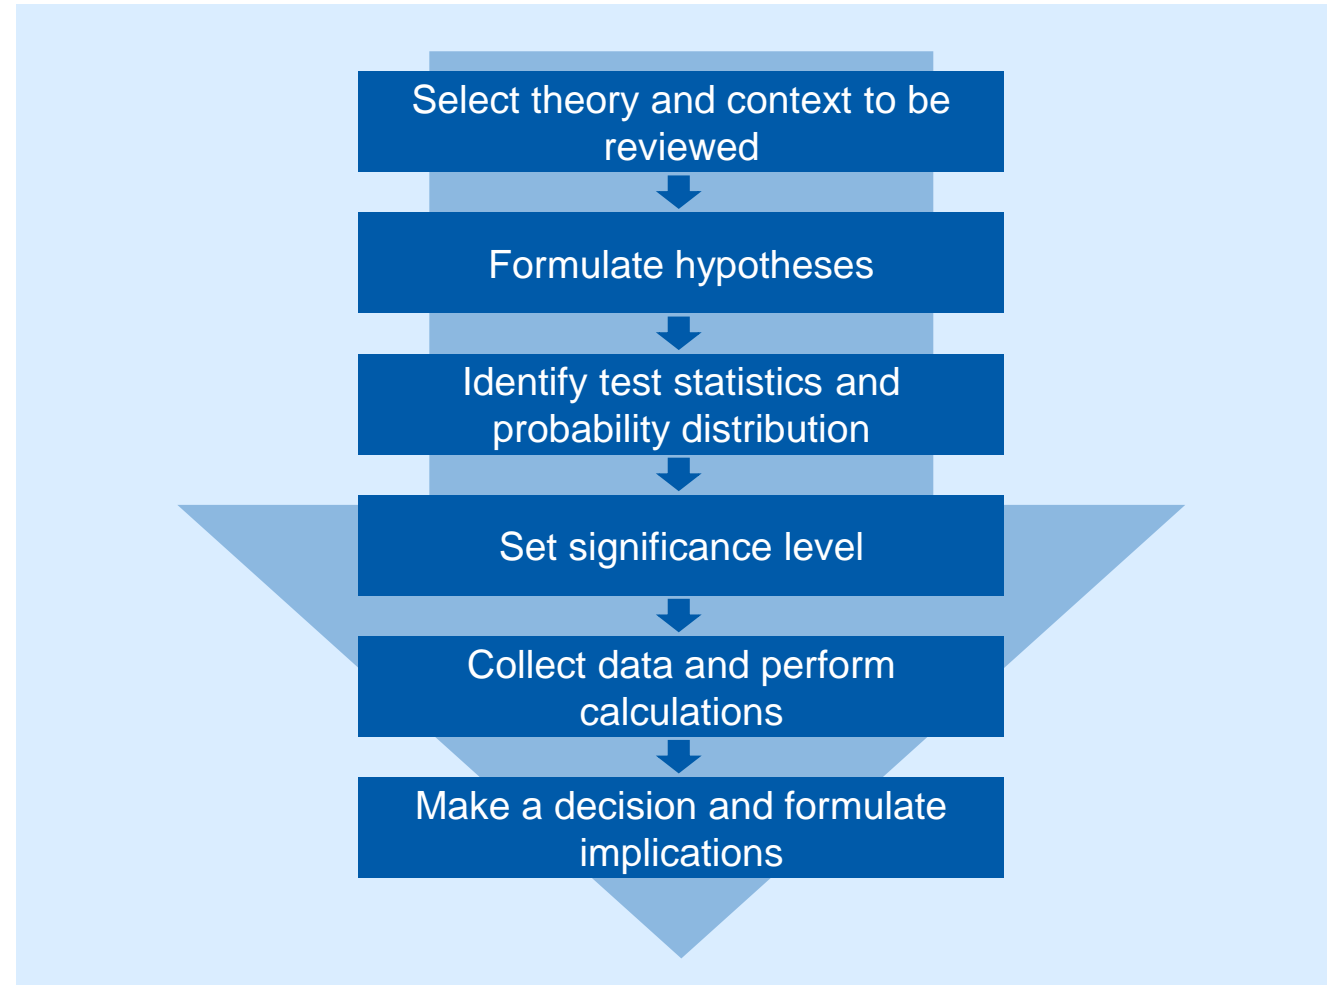 Select theory and context to be
reviewed
Formulate hypotheses
Identify test statistics and
probability distribution
Set significance level
Collect data and perform
calculations
Make a decision and formulate
implications